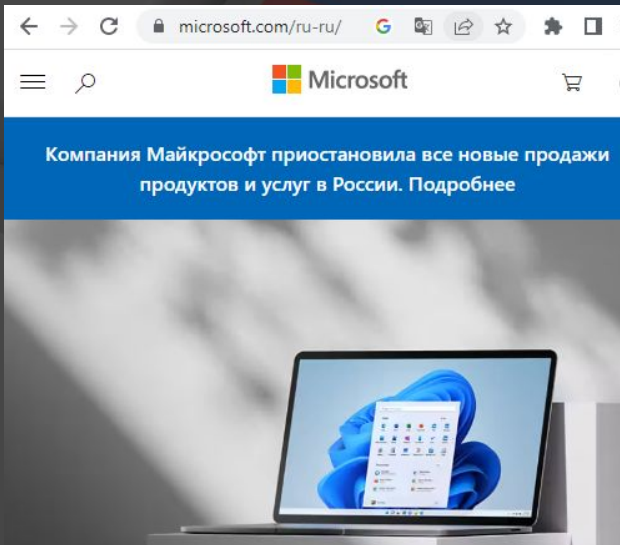 microsoft.com/ru-ru/
Microsoft
Компания Майкрософт приостановила все новые продажи
продуктов и услуг в России. Подробнее